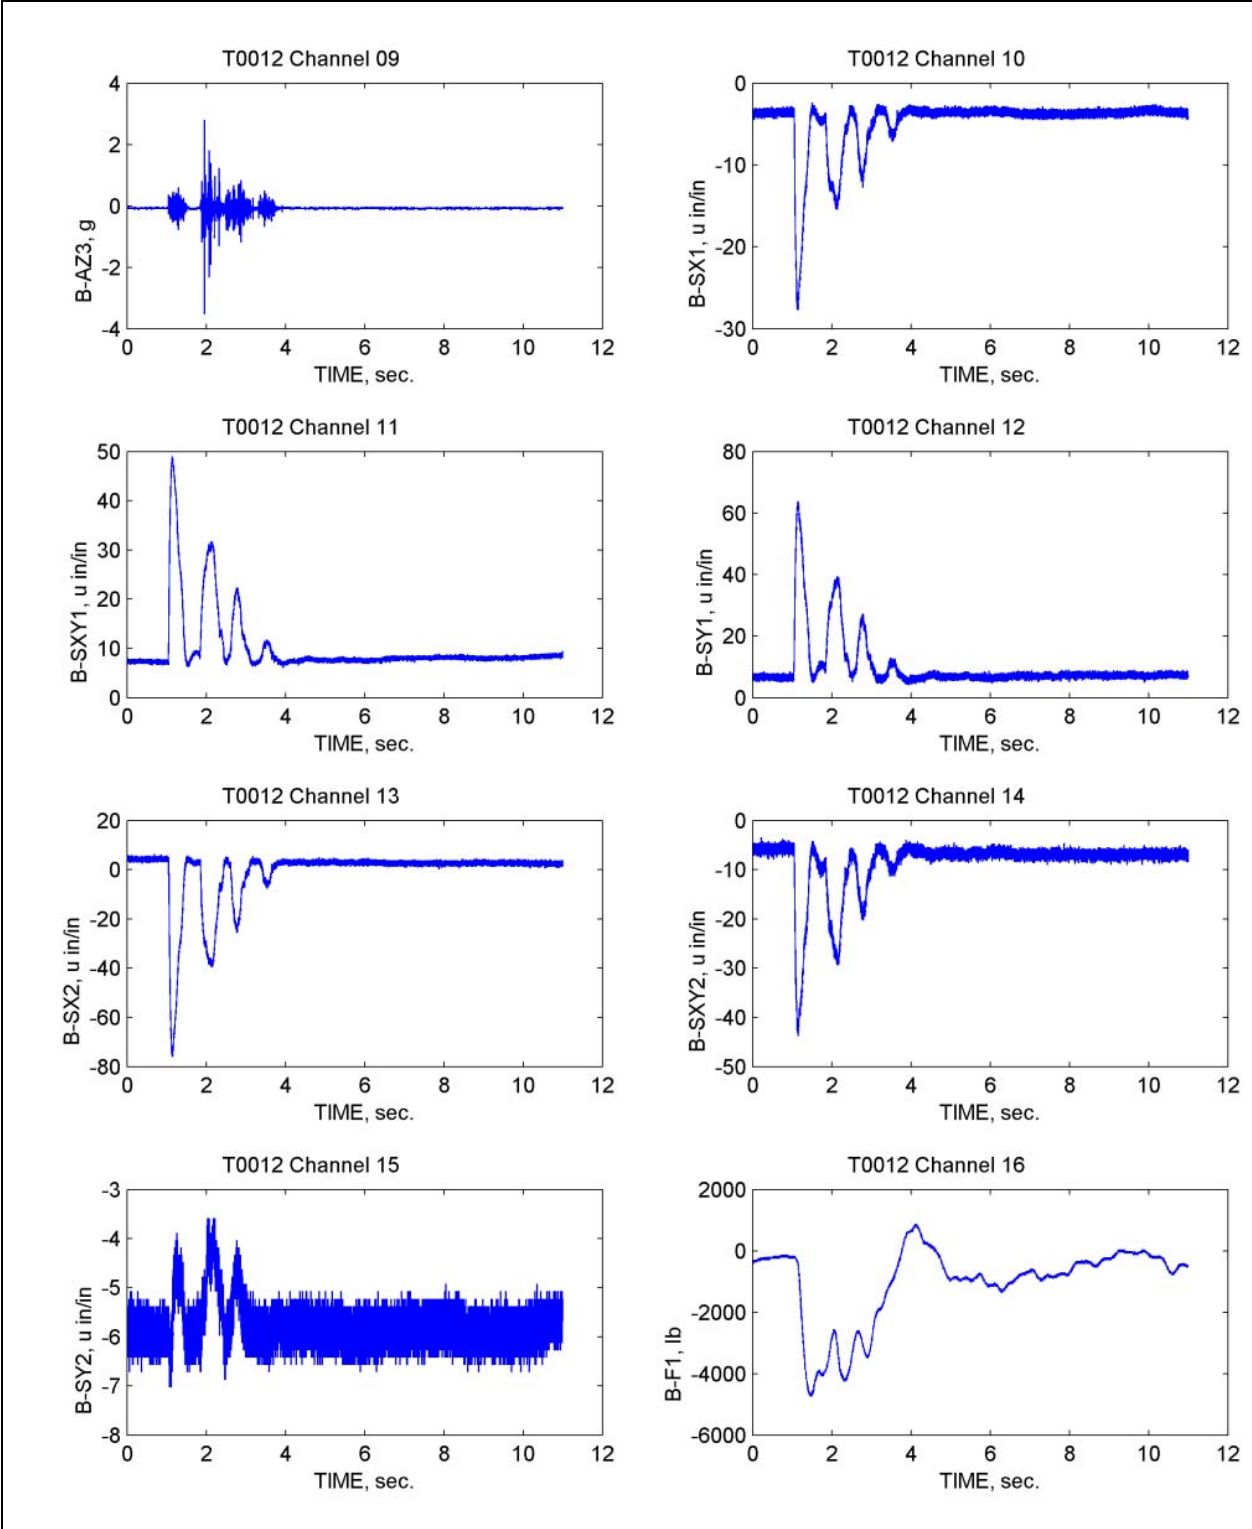 T0012 Channel 09
4
2
0
-2
-4
B-AZ3, g
0 2 4 6 8 10 12
TIME, sec.
T0012 Channel 10
0
-10
-20
-30
B-SX1, u in/in
0 2 4 6 8 10 12
TIME, sec.
T0012 Channel 11
50
40
30
20
10
0
B-SXY1, u in/in
0 2 4 6 8 10 12
TIME, sec.
T0012 Channel 12
80
60
40
20
0
B-SY1, u in/in
0 2 4 6 8 10 12
TIME, sec.
T0012 Channel 13
20
0
-20
-40
-60
-80
B-SX2, u in/in
0 2 4 6 8 10 12
TIME, sec.
T0012 Channel 14
0
-10
-20
-30
-40
-50
B-SXY2, u in/in
0 2 4 6 8 10 12
TIME, sec.
T0012 Channel 15
-3
-4
-5
-6
-7
-8
B-SY2, u in/in
0 2 4 6 8 10 12
TIME, sec.
T0012 Channel 16
2000
0
-2000
-4000
-6000
B-F1, lb
0 2 4 6 8 10 12
TIME, sec.